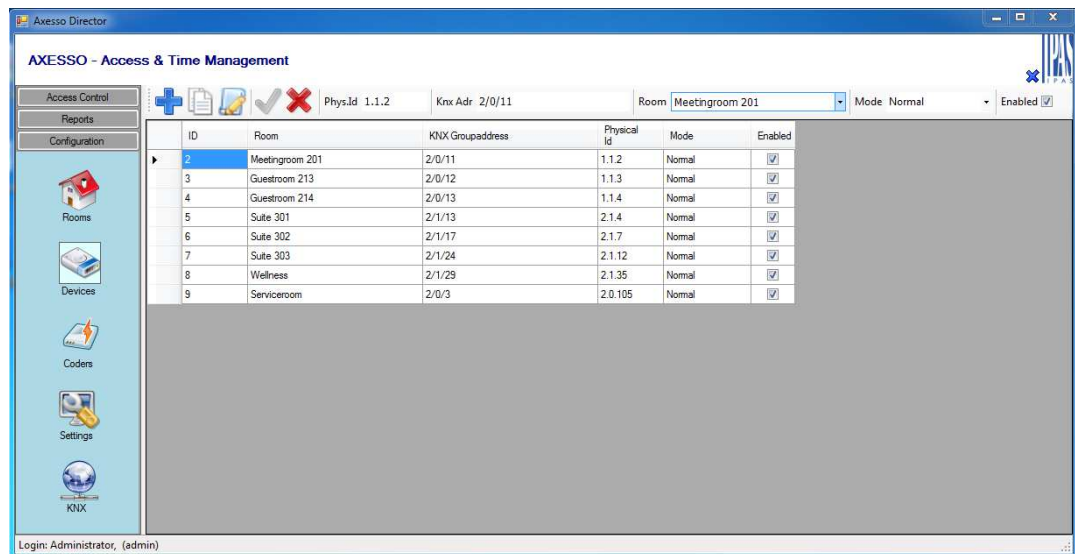 Axesso Director
AXESSO - Access & Time Management
IPAS
IPAS
Access Control
Reports
Configuration
Rooms
Devices
Coders
Settings
KNX
Phys.Id 1.1.2 Knx Adr 2/0/11 Room Meetingroom 201 Mode Normal Enabled
ID Room KNX Groupaddress Physical Id Mode Enabled
2 Meetingroom 201 2/0/11 1.1.2 Normal
3 Guestroom 213 2/0/12 1.1.3 Normal
4 Guestroom 214 2/0/13 1.1.4 Normal
5 Suite 301 2/1/13 2.1.4 Normal
6 Suite 302 2/1/17 2.1.7 Normal
7 Suite 303 2/1/24 2.1.12 Normal
8 Wellness 2/1/29 2.1.35 Normal
9 Serviceroom 2/0/3 2.0.105 Normal
Login: Administrator, (admin)